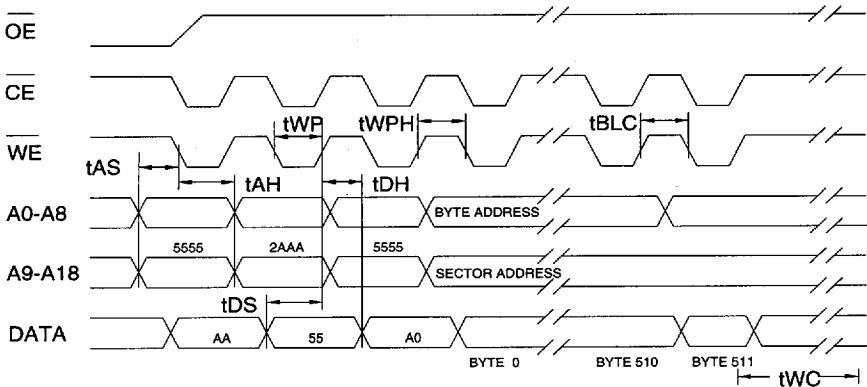 OE
CE
tWP tWPH tBLC
WE
tAS tAH tDH
A0-A8 BYTE ADDRESS
5555 2AAA 5555
A9-A18 SECTOR ADDRESS
tDS
DATA AA 55 A0
BYTE 0 BYTE 510 BYTE 511
tWC